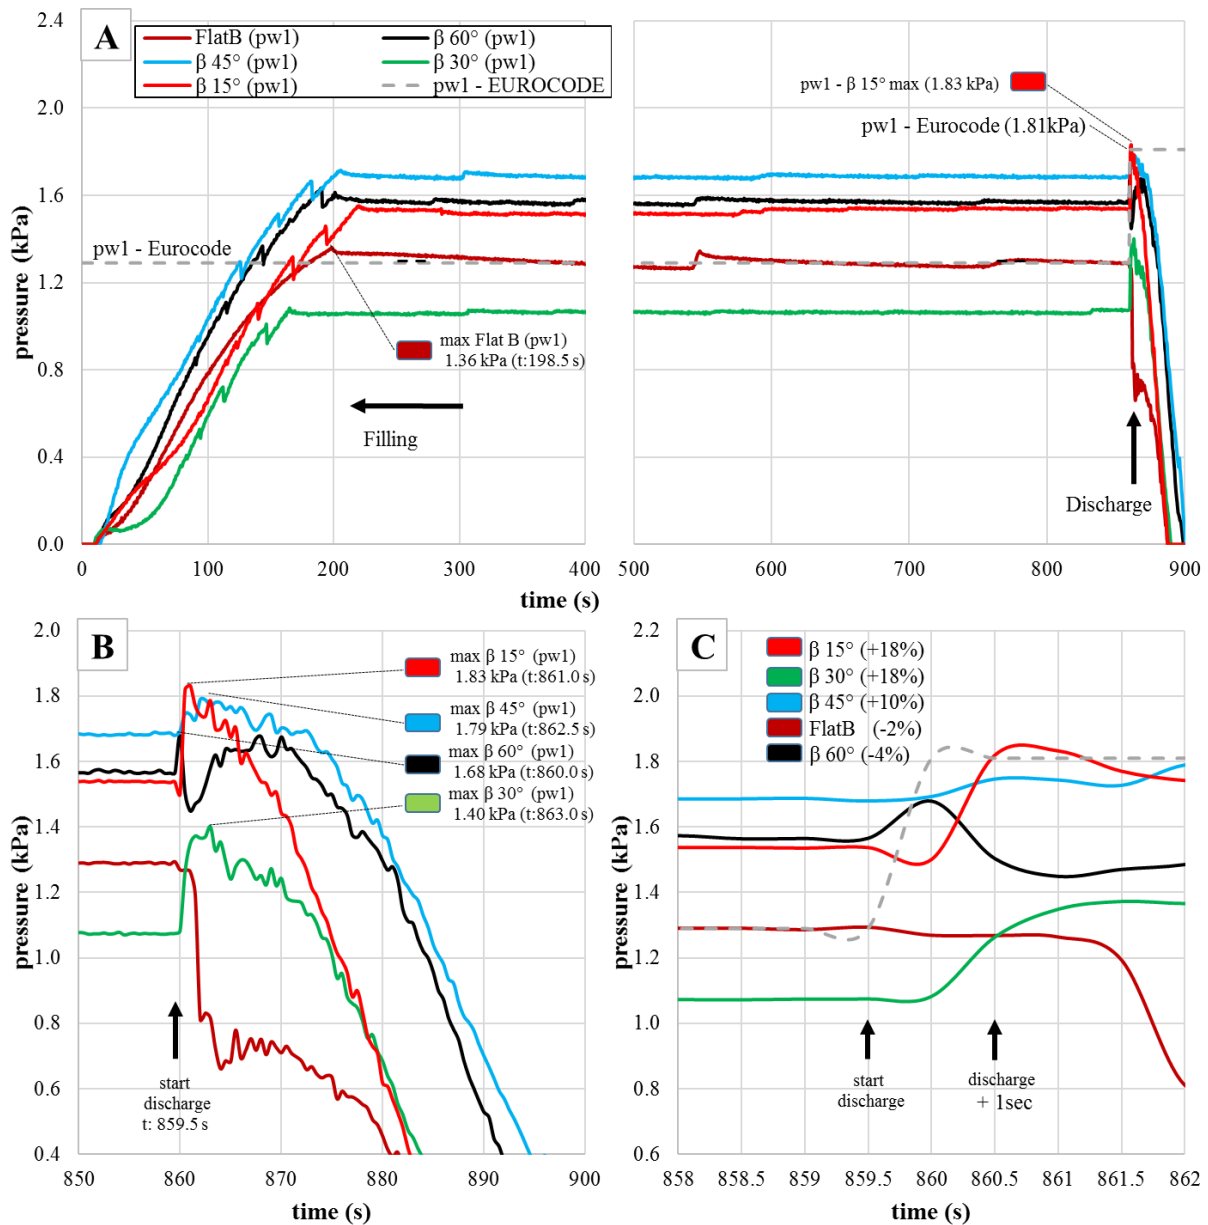 A
FlatB (pw1)
β 60° (pw1)
β 45° (pw1)
β 30° (pw1)
β 15° (pw1)
pw1 - EUROCODE
2.4
2.0
1.6
1.2
0.8
0.4
0.0
pressure (kPa)
pw1 - Eurocode
max Flat B (pw1)
1.36 kPa (t:198.5 s)
Filling
0
100
200
300
400
pw1 - β 15° max (1.83 kPa)
pw1 - Eurocode (1.81kPa)
Discharge
500
600
700
800
900
time (s)
B
2.0
1.8
1.6
1.4
1.2
1.0
0.8
0.6
0.4
pressure (kPa)
max β 15° (pw1)
1.83 kPa (t:861.0 s)
max β 45° (pw1)
1.79 kPa (t:862.5 s)
max β 60° (pw1)
1.68 kPa (t:860.0 s)
max β 30° (pw1)
1.40 kPa (t:863.0 s)
start
discharge
t: 859.5 s
850
860
870
880
890
900
time (s)
C
β 15° (+18%)
β 30° (+18%)
β 45° (+10%)
FlatB (-2%)
β 60° (-4%)
2.2
2.0
1.8
1.6
1.4
1.2
1.0
0.8
0.6
pressure (kPa)
start
discharge
discharge
+ 1sec
858
858.5
859
859.5
860
860.5
861
861.5
862
time (s)